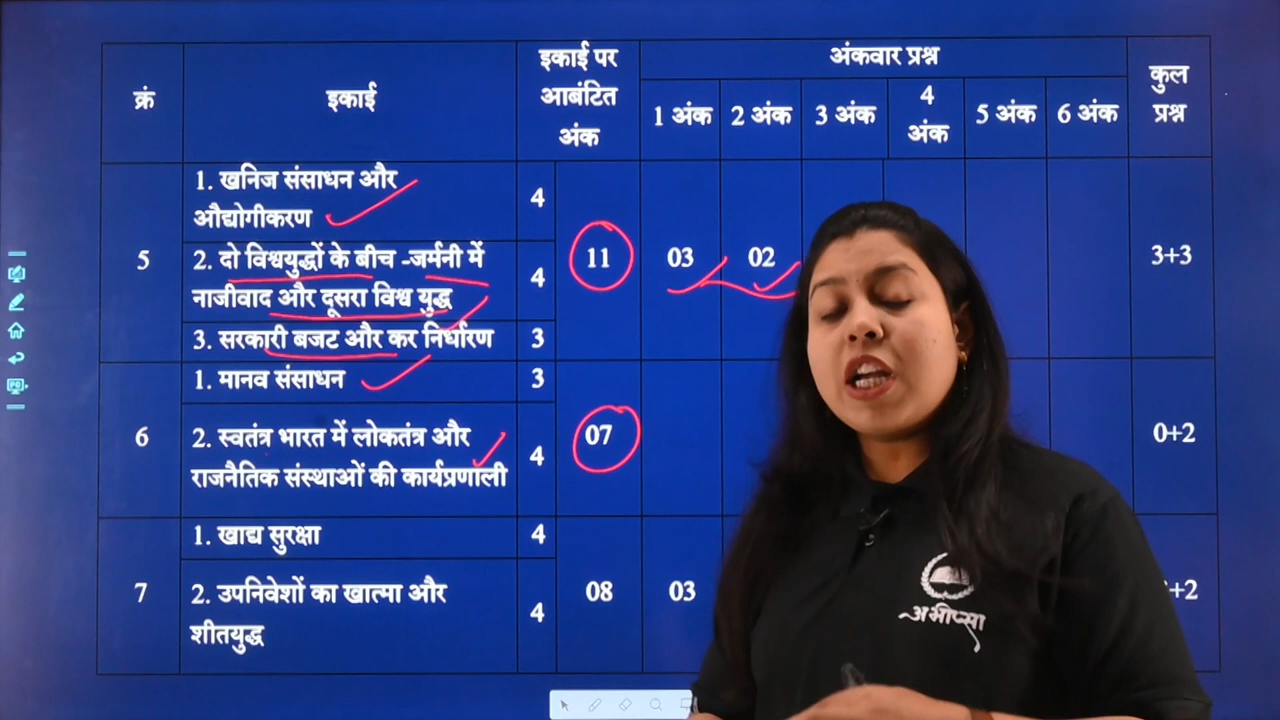 क्रं
इकाई
इकाई पर
आबंटित
अंक
अंकवार प्रश्न
1 अंक
2 अंक
3 अंक
4
अंक
5 अंक
6 अंक
कुल
प्रश्न
5
1. खनिज संसाधन और
औद्योगीकरण
4
2. दो विश्वयुद्धों के बीच -जर्मनी में
नाजीवाद और दूसरा विश्व युद्ध
4
3. सरकारी बजट और कर निर्धारण
3
11
03
02
3+3
6
1. मानव संसाधन
3
2. स्वतंत्र भारत में लोकतंत्र और
राजनैतिक संस्थाओं की कार्यप्रणाली
4
07
0+2
7
1. खाद्य सुरक्षा
4
2. उपनिवेशों का खात्मा और
शीतयुद्ध
4
08
03
+2
अभीप्सा